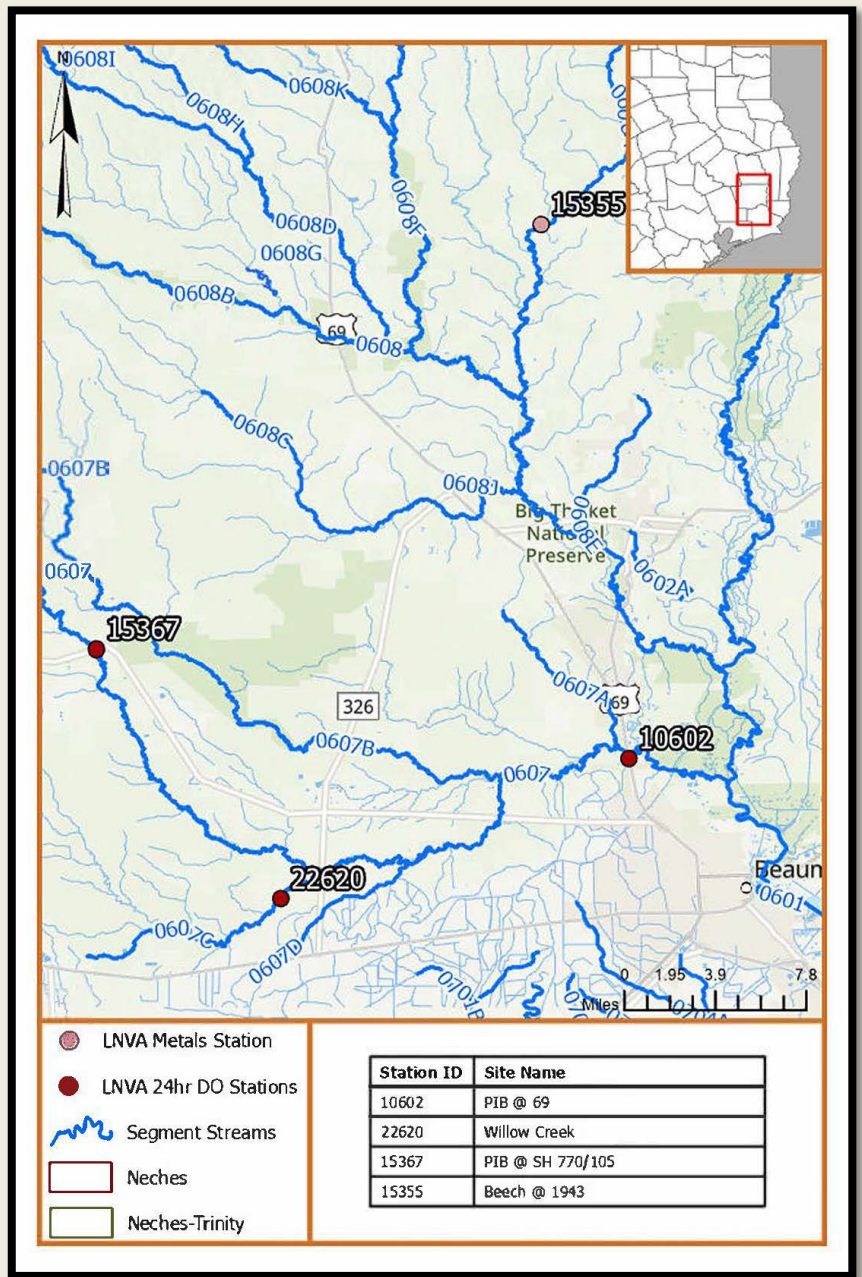 N
0608I
0608K
0608H
0608F
15355
0608D
0608G
0608B
69
0608
0608C
0608J
0607B
Big Thicket
National
Preserve
0608E
0607
0602A
15367
0607A
69
326
10602
0607B
0607
22620
Beaum
0601
0607C
0607D
0701B
0 1.95 3.9 7.8
Miles
0704A
LNVA Metals Station
LNVA 24hr DO Stations
Segment Streams
Neches
Neches-Trinity
Station ID Site Name
10602 PIB @ 69
22620 Willow Creek
15367 PIB @ SH 770/105
15355 Beech @ 1943